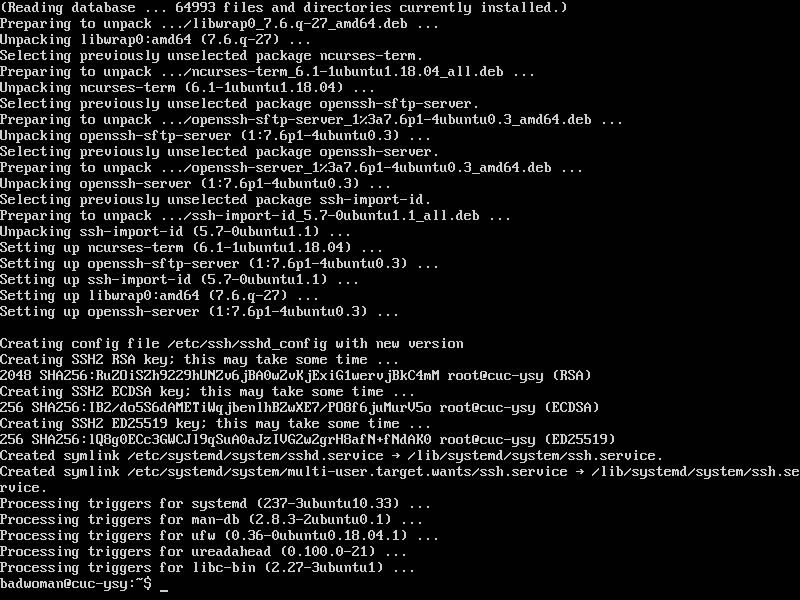 (Reading database ... 64993 files and directories currently installed.)
Preparing to unpack .../libwrap0_7.6.q-27_amd64.deb ...
Unpacking libwrap0:amd64 (7.6.q-27) ...
Selecting previously unselected package ncurses-term.
Preparing to unpack .../ncurses-term_6.1-1ubuntu1.18.04_all.deb ...
Unpacking ncurses-term (6.1-1ubuntu1.18.04) ...
Selecting previously unselected package openssh-sftp-server.
Preparing to unpack .../openssh-sftp-server_1%3a7.6p1-4ubuntu0.3_amd64.deb ...
Unpacking openssh-sftp-server (1:7.6p1-4ubuntu0.3) ...
Selecting previously unselected package openssh-server.
Preparing to unpack .../openssh-server_1%3a7.6p1-4ubuntu0.3_amd64.deb ...
Unpacking openssh-server (1:7.6p1-4ubuntu0.3) ...
Selecting previously unselected package ssh-import-id.
Preparing to unpack .../ssh-import-id_5.7-0ubuntu1.1_all.deb ...
Unpacking ssh-import-id (5.7-0ubuntu1.1) ...
Setting up ncurses-term (6.1-1ubuntu1.18.04) ...
Setting up openssh-sftp-server (1:7.6p1-4ubuntu0.3) ...
Setting up ssh-import-id (5.7-0ubuntu1.1) ...
Setting up libwrap0:amd64 (7.6.q-27) ...
Setting up openssh-server (1:7.6p1-4ubuntu0.3) ...

Creating config file /etc/ssh/sshd_config with new version
Creating SSH2 RSA key; this may take some time ...
2048 SHA256:RuZOiSZh9229hUMZv6jBA0wZvKjExiG1wervjBkC4mM root@cuc-ysy (RSA)
Creating SSH2 ECDSA key; this may take some time ...
256 SHA256:IB2/do5S6dAMETiWqjbenlhBZwXE7/PO8f6juMurV5o root@cuc-ysy (ECDSA)
Creating SSH2 ED25519 key; this may take some time ...
256 SHA256:lQ8g0ECc3GWCJl9qSuA0aJzIVG2w2grH8afN+fNdAK0 root@cuc-ysy (ED25519)
Created symlink /etc/systemd/system/sshd.service → /lib/systemd/system/ssh.service.
Created symlink /etc/systemd/system/multi-user.target.wants/ssh.service → /lib/systemd/system/ssh.se
rvice.
Processing triggers for systemd (237-3ubuntu10.33) ...
Processing triggers for man-db (2.8.3-2ubuntu0.1) ...
Processing triggers for ufw (0.36-0ubuntu0.18.04.1) ...
Processing triggers for ureadahead (0.100.0-21) ...
Processing triggers for libc-bin (2.27-3ubuntu1) ...
badwoman@cuc-ysy:~$ _